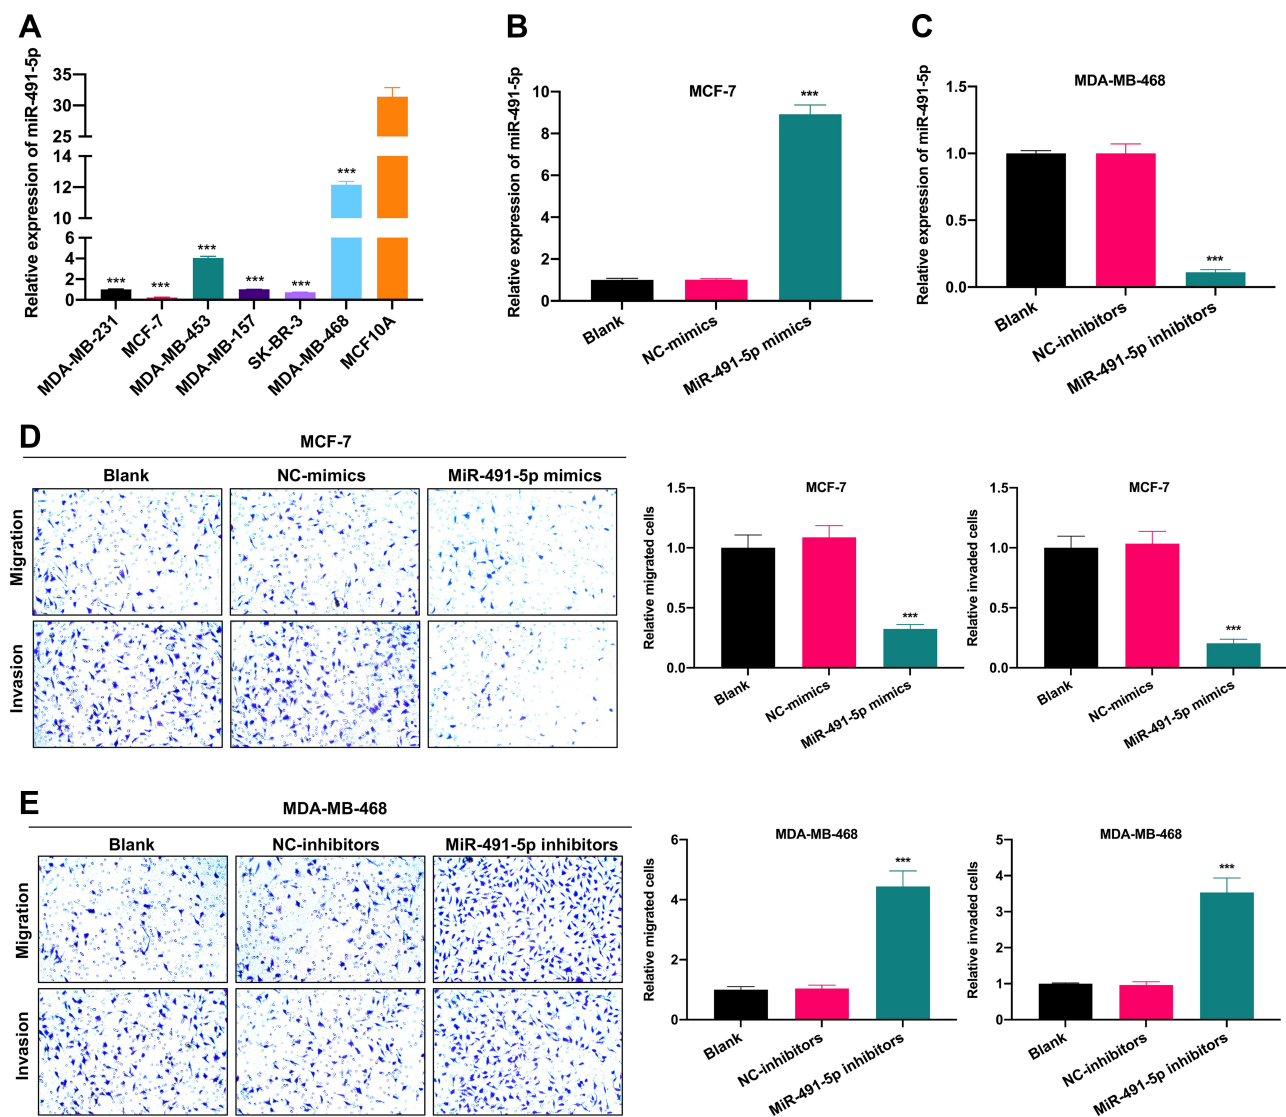 A
Relative expression of miR-491-5p
35
30
25
14
12
10
6
4
2
0
***
***
***
***
***
***
MDA-MB-231
MCF-7
MDA-MB-453
MDA-MB-157
SK-BR-3
MDA-MB-468
MCF10A
B
Relative expression of miR-491-5p
MCF-7
10
8
6
4
2
0
***
Blank
NC-mimics
MiR-491-5p mimics
C
Relative expression of miR-491-5p
MDA-MB-468
1.5
1.0
0.5
0.0
***
Blank
NC-inhibitors
MiR-491-5p inhibitors
D
MCF-7
Blank
NC-mimics
MiR-491-5p mimics
Migration
Invasion
Relative migrated cells
MCF-7
1.5
1.0
0.5
0.0
***
Blank
NC-mimics
MiR-491-5p mimics
Relative invaded cells
MCF-7
1.5
1.0
0.5
0.0
***
Blank
NC-mimics
MiR-491-5p mimics
E
MDA-MB-468
Blank
NC-inhibitors
MiR-491-5p inhibitors
Migration
Invasion
Relative migrated cells
MDA-MB-468
6
4
2
0
***
Blank
NC-inhibitors
MiR-491-5p inhibitors
Relative invaded cells
MDA-MB-468
5
4
3
2
1
0
***
Blank
NC-inhibitors
MiR-491-5p inhibitors